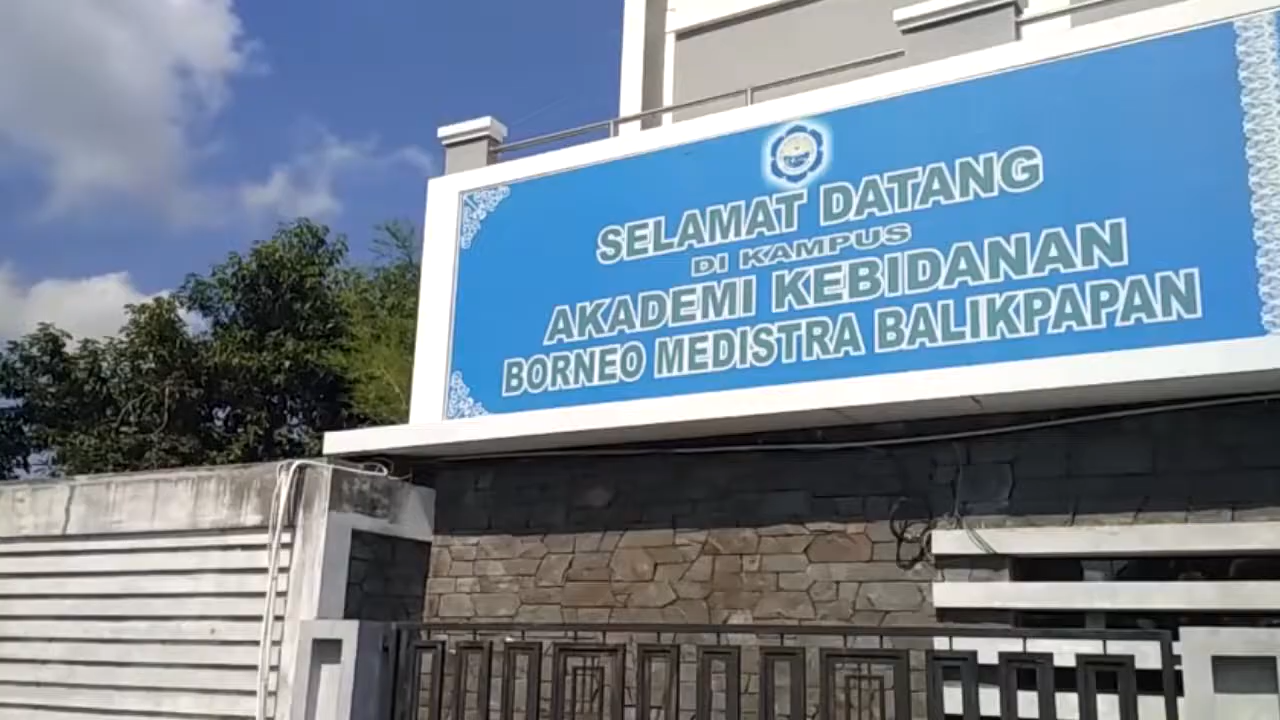 SELAMAT DATANG
DI KAMPUS
AKADEMI KEBIDANAN
BORNEO MEDISTRA BALIKPAPAN